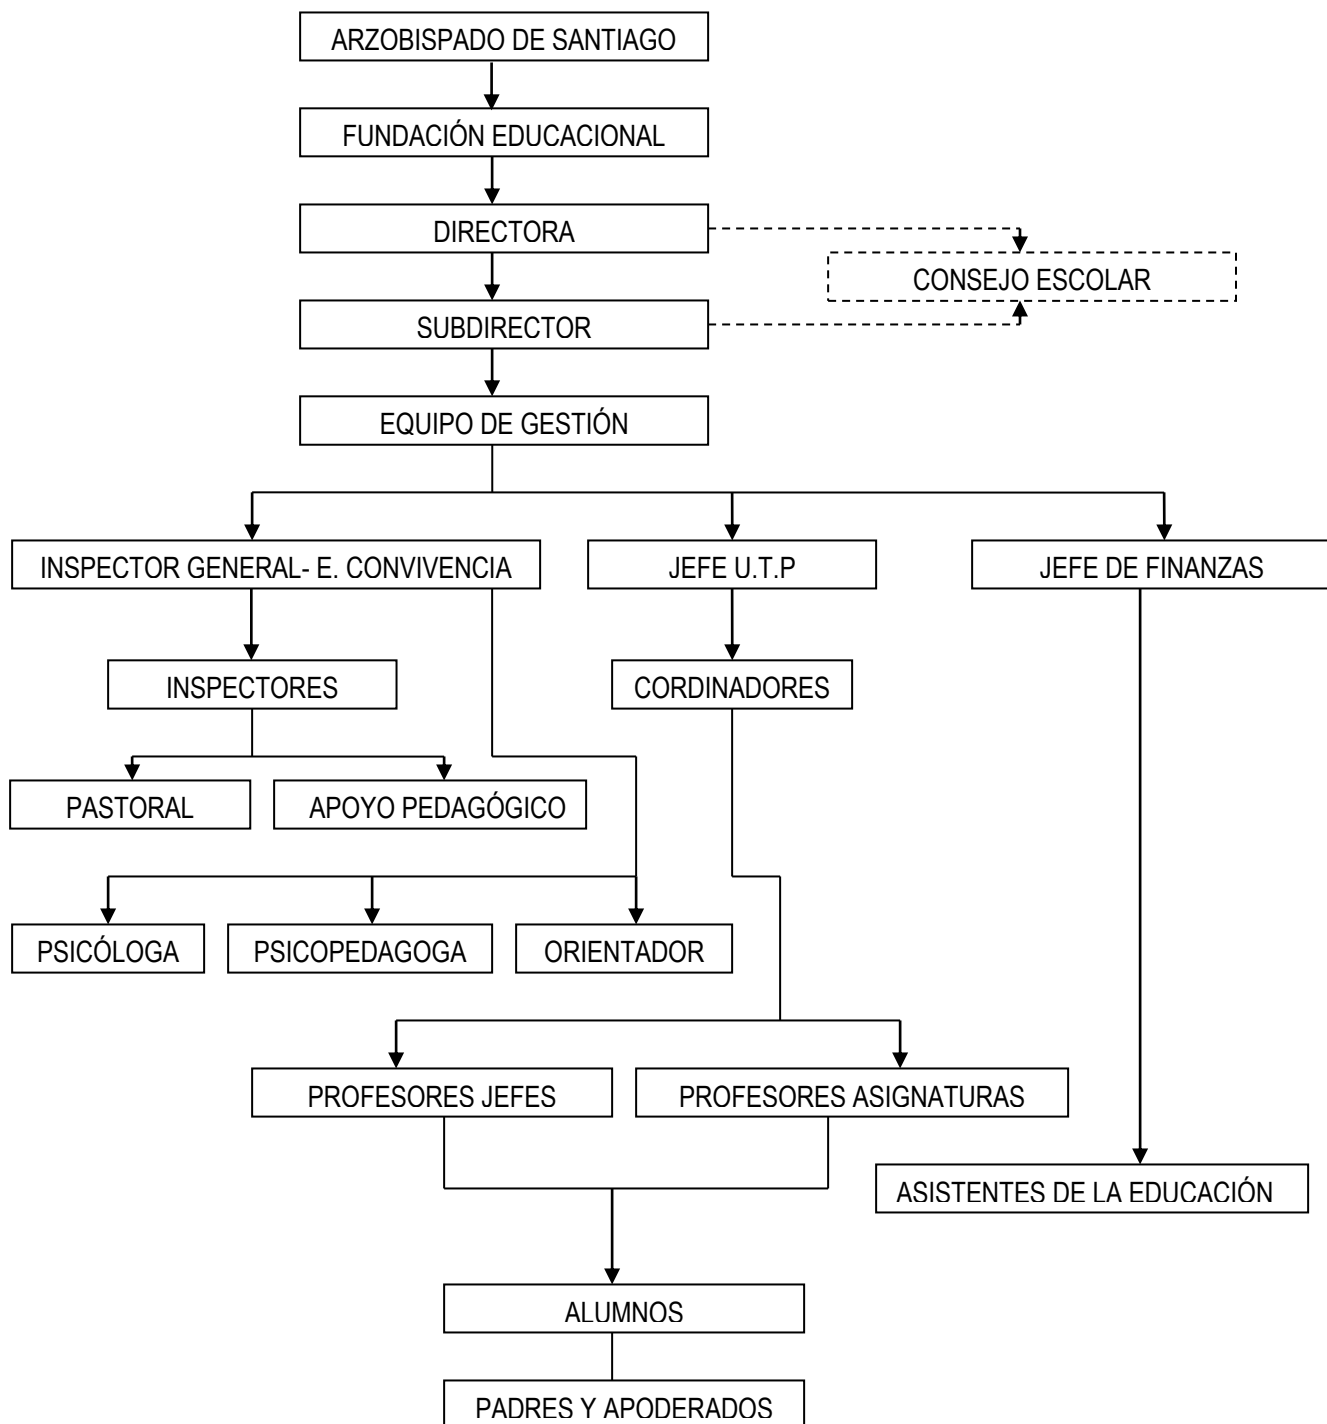 ARZOBISPADO DE SANTIAGO
FUNDACIÓN EDUCACIONAL
DIRECTORA
CONSEJO ESCOLAR
SUBDIRECTOR
EQUIPO DE GESTIÓN
INSPECTOR GENERAL- E. CONVIVENCIA
JEFE U.T.P
JEFE DE FINANZAS
INSPECTORES
CORDINADORES
PASTORAL
APOYO PEDAGÓGICO
PSICÓLOGA
PSICOPEDAGOGA
ORIENTADOR
PROFESORES JEFES
PROFESORES ASIGNATURAS
ASISTENTES DE LA EDUCACIÓN
ALUMNOS
PADRES Y APODERADOS